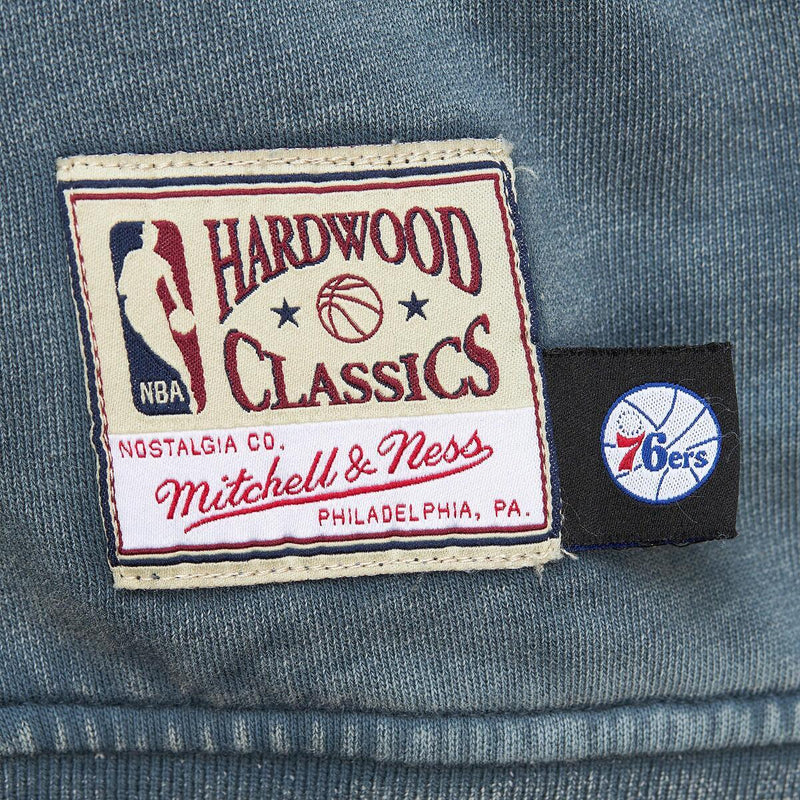 HARDWOOD
CLASSICS
NBA
NOSTALGIA CO.
Mitchell & Ness
PHILADELPHIA, PA.
76ers